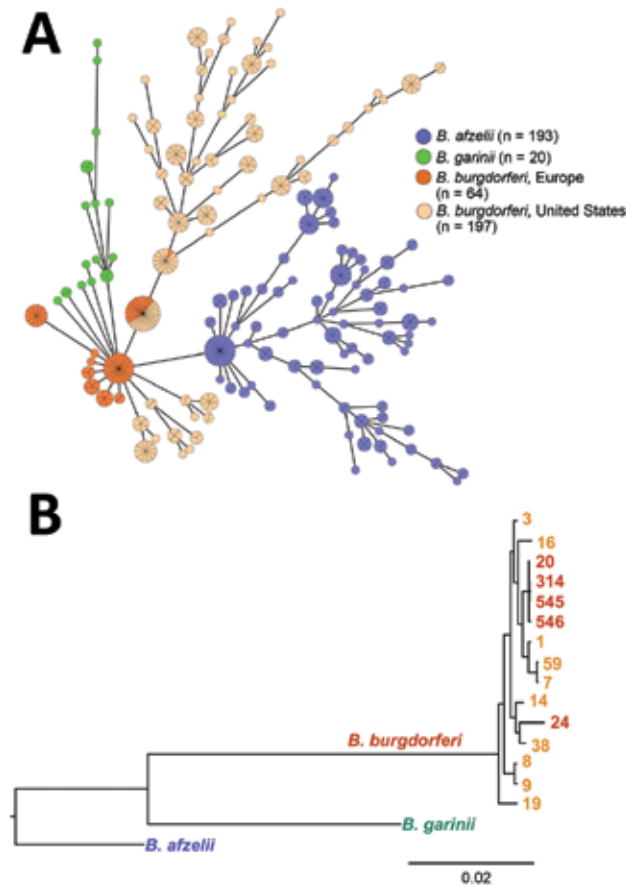 A
B. afzelii (n = 193)
B. garinii (n = 20)
B. burgdorferi, Europe
(n = 64)
B. burgdorferi, United States
(n = 197)
B
3
16
20
314
545
546
1
59
7
14
24
38
8
9
19
B. burgdorferi
B. garinii
B. afzelii
0.02